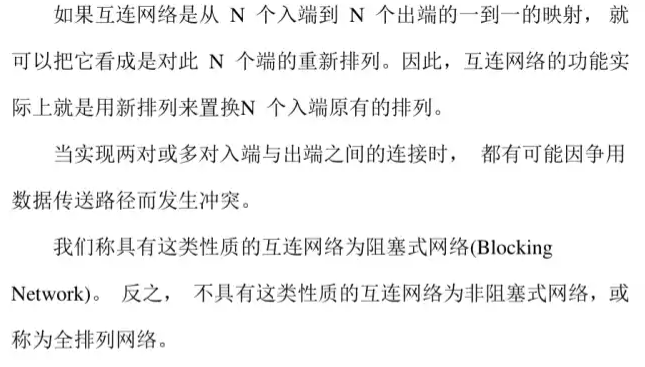 如果互连网络是从 N 个入端到 N 个出端的一到一的映射， 就
可以把它看成是对此 N 个端的重新排列。因此，互连网络的功能实
际上就是用新排列来置换N 个入端原有的排列。
当实现两对或多对入端与出端之间的连接时， 都有可能因争用
数据传送路径而发生冲突。
我们称具有这类性质的互连网络为阻塞式网络(Blocking
Network)。 反之， 不具有这类性质的互连网络为非阻塞式网络，或
称为全排列网络。